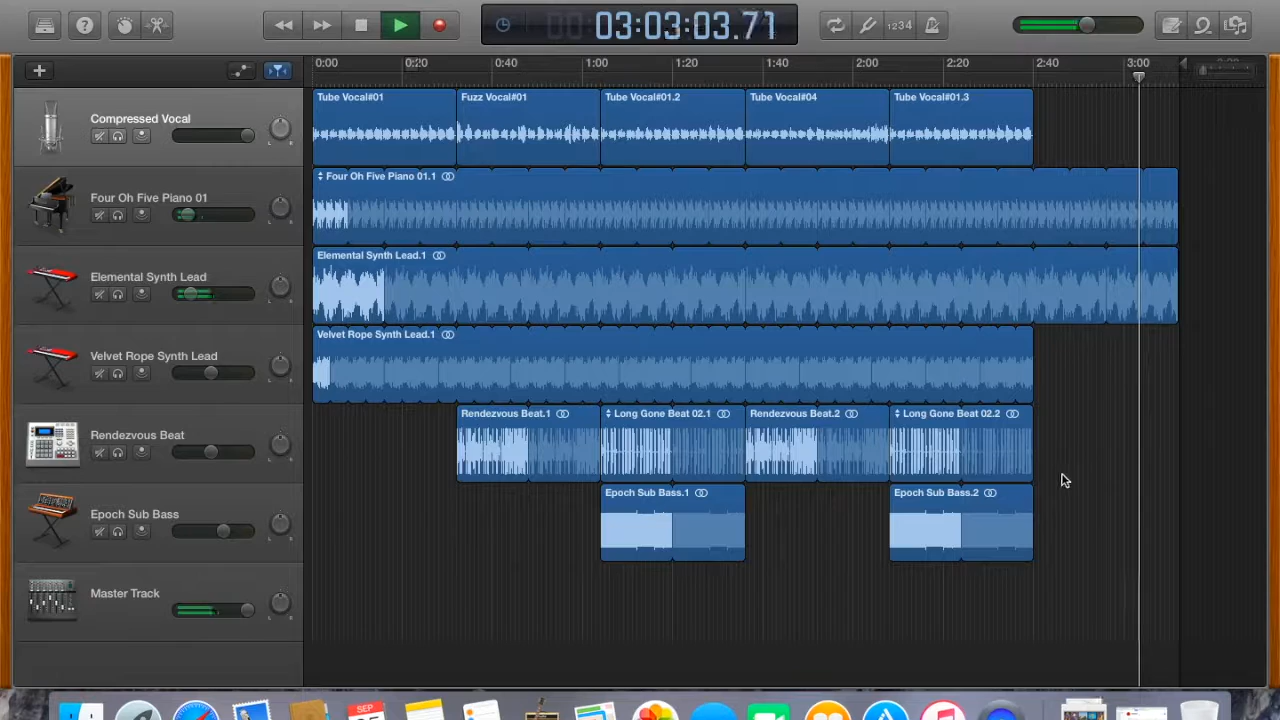 03:03:03.71
1234
0:00 0:20 0:40 1:00 1:20 1:40 2:00 2:20 2:40 3:00
Compressed Vocal
Tube Vocal#01 Fuzz Vocal#01 Tube Vocal#01.2 Tube Vocal#04 Tube Vocal#01.3
L R
Four Oh Five Piano 01
Four Oh Five Piano 01.1
L R
Elemental Synth Lead
Elemental Synth Lead.1
L R
Velvet Rope Synth Lead
Velvet Rope Synth Lead.1
L R
Rendezvous Beat
Rendezvous Beat.1 Long Gone Beat 02.1 Rendezvous Beat.2 Long Gone Beat 02.2
L R
Epoch Sub Bass
Epoch Sub Bass.1 Epoch Sub Bass.2
L R
Master Track
L R
SEP